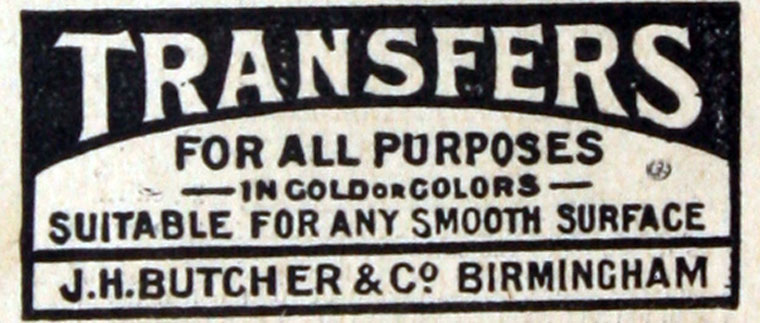 TRANSFERS
FOR ALL PURPOSES
— IN GOLD OR COLORS —
SUITABLE FOR ANY SMOOTH SURFACE
J.H. BUTCHER & Cº BIRMINGHAM